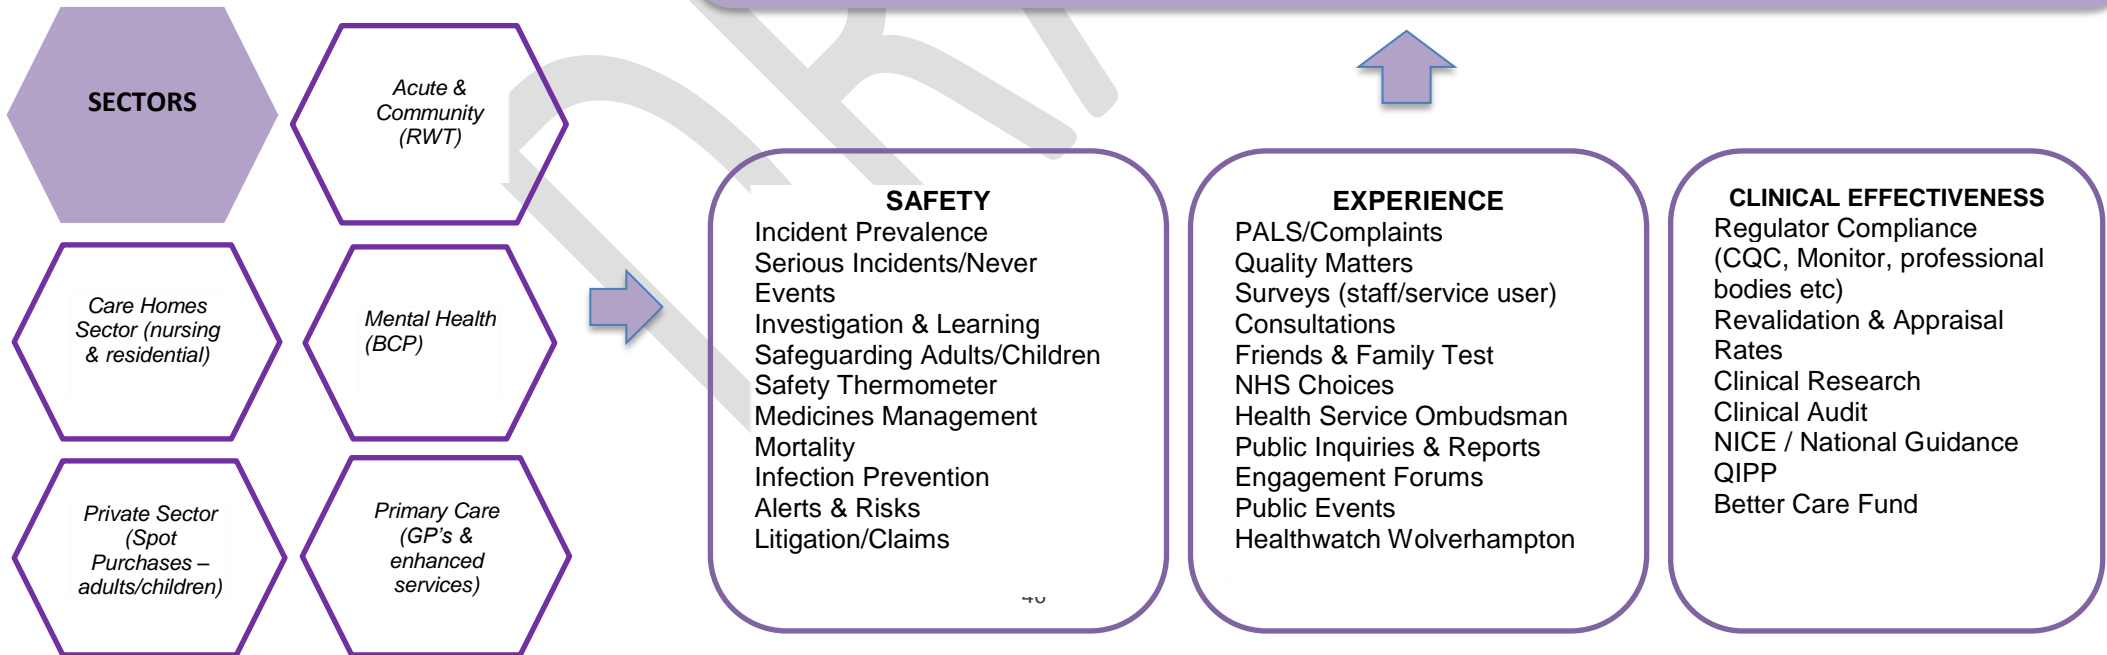 SECTORS
Acute &
Community
(RWT)
Care Homes
Sector (nursing
& residential)
Mental Health
(BCP)
Private Sector
(Spot
Purchases –
adults/children)
Primary Care
(GP's &
enhanced
services)
SAFETY
Incident Prevalence
Serious Incidents/Never
Events
Investigation & Learning
Safeguarding Adults/Children
Safety Thermometer
Medicines Management
Mortality
Infection Prevention
Alerts & Risks
Litigation/Claims
EXPERIENCE
PALS/Complaints
Quality Matters
Surveys (staff/service user)
Consultations
Friends & Family Test
NHS Choices
Health Service Ombudsman
Public Inquiries & Reports
Engagement Forums
Public Events
Healthwatch Wolverhampton
CLINICAL EFFECTIVENESS
Regulator Compliance
(CQC, Monitor, professional
bodies etc)
Revalidation & Appraisal
Rates
Clinical Research
Clinical Audit
NICE / National Guidance
QIPP
Better Care Fund